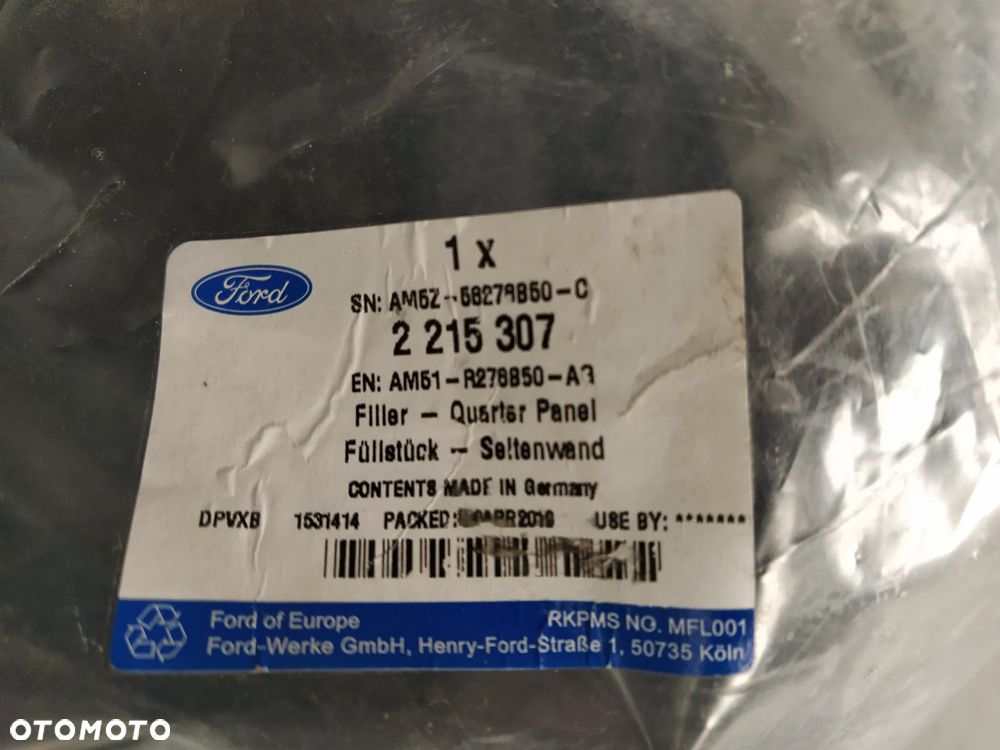 1 X
Ford
SN: AM5Z-58278B50-C
2 215 307
EN: AM51-R278B50-
Filler - Quarter Panel
Füllstück - Seitenwand
CONTENTS MADE IN Germany
DPVXB 1531414 PACKED: APR2019 USE BY: *******
Ford of Europe RKPMS NO. MFL001
Ford-Werke GmbH, Henry-Ford-Straße 1, 50735 Köln
OTOMOTO